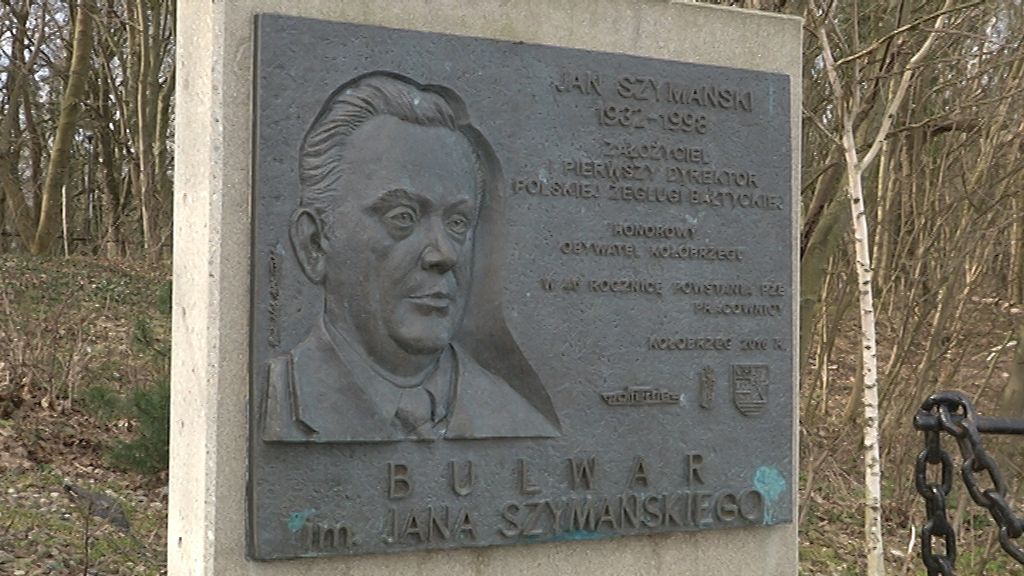 JAN SZYMAŃSKI
1932-1998
ZAŁOŻYCIEL
I PIERWSZY DYREKTOR
POLSKIEJ ŻEGLUGI BAŁTYCKIEJ
HONOROWY
OBYWATEL KOŁOBRZEGU
W 40 ROCZNICĘ POWSTANIA PŻB
PRACOWNICY
KOŁOBRZEG 2016 R.
BULWAR
im. JANA SZYMAŃSKIEGO